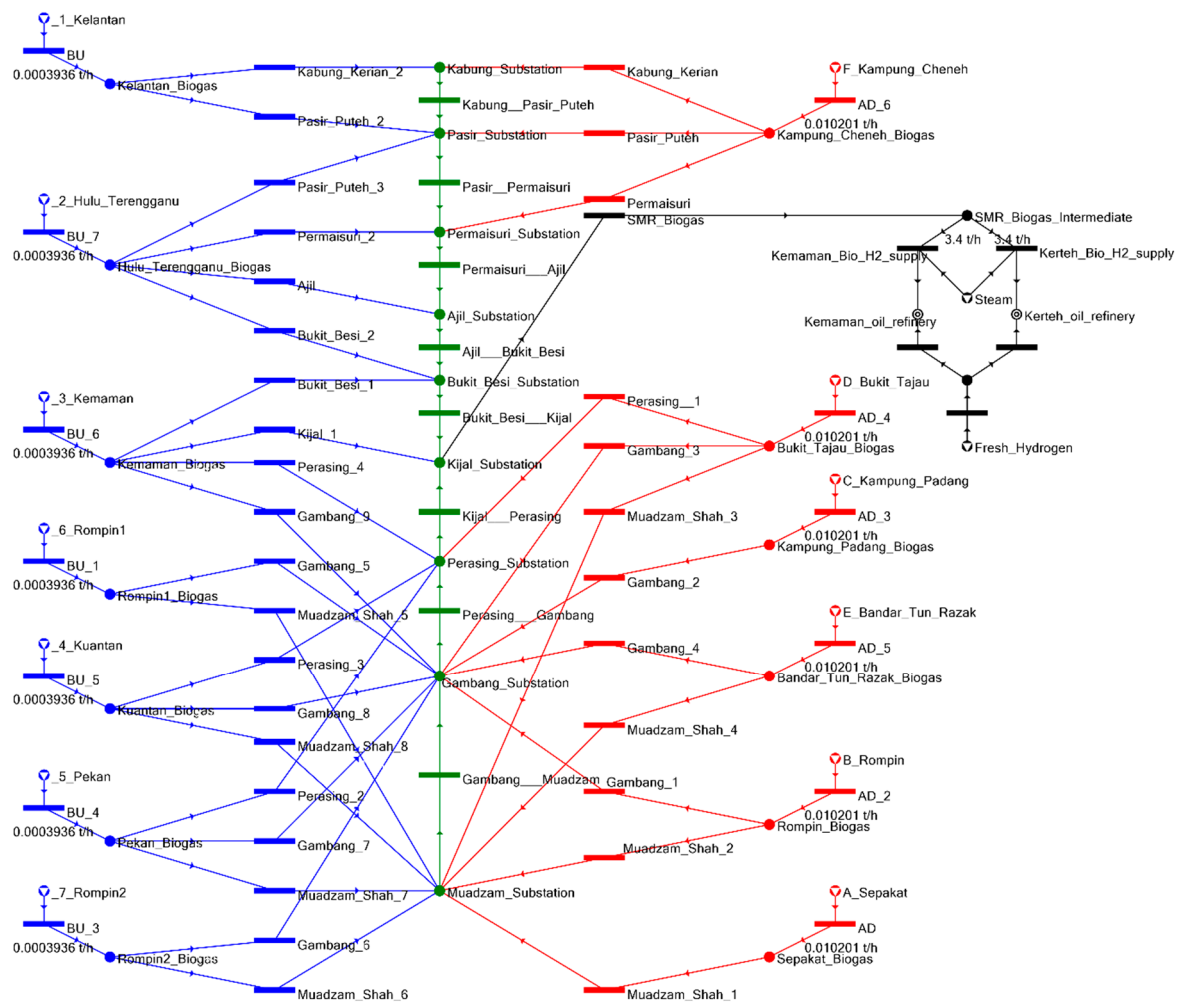 _1_Kelantan
F_Kampung_Cheneh
BU
Kabung_Kerian_2
Kabung_Substation
Kabung_Kerian
AD_6
0.0003936 t/h
Kelantan_Biogas
Kabung__Pasir_Puteh
0.010201 t/h
Pasir_Puteh_2
Pasir_Substation
Pasir_Puteh
Kampung_Cheneh_Biogas
Pasir_Puteh_3
Pasir__Permaisuri
_2_Hulu_Terengganu
Permaisuri
SMR_Biogas
SMR_Biogas_Intermediate
BU_7
Permaisuri_2
Permaisuri_Substation
3.4 t/h
3.4 t/h
0.0003936 t/h
Kemaman_Bio_H2_supply
Kerteh_Bio_H2_supply
Hulu_Terengganu_Biogas
Permaisuri___Ajil
Ajil
Steam
Ajil_Substation
Kemaman_oil_refinery
Kerteh_oil_refinery
Bukit_Besi_2
Ajil___Bukit_Besi
Bukit_Besi_1
Bukit_Besi_Substation
D_Bukit_Tajau
_3_Kemaman
Perasing__1
Bukit_Besi___Kijal
AD_4
BU_6
Kijal_1
0.010201 t/h
0.0003936 t/h
Gambang_3
Bukit_Tajau_Biogas
Fresh_Hydrogen
Kemaman_Biogas
Perasing_4
Kijal_Substation
C_Kampung_Padang
Gambang_9
Kijal___Perasing
Muadzam_Shah_3
AD_3
_6_Rompin1
0.010201 t/h
Kampung_Padang_Biogas
BU_1
Gambang_5
Perasing_Substation
0.0003936 t/h
Gambang_2
Rompin1_Biogas
Muadzam_Shah_5
Perasing___Gambang
E_Bandar_Tun_Razak
_4_Kuantan
Gambang_4
AD_5
Perasing_3
0.010201 t/h
BU_5
Gambang_Substation
Bandar_Tun_Razak_Biogas
0.0003936 t/h
Kuantan_Biogas
Gambang_8
Muadzam_Shah_4
Muadzam_Shah_8
B_Rompin
_5_Pekan
Gambang___Muadzam
Gambang_1
Perasing_2
AD_2
BU_4
0.010201 t/h
0.0003936 t/h
Rompin_Biogas
Pekan_Biogas
Gambang_7
Muadzam_Shah_2
_7_Rompin2
Muadzam_Shah_7
Muadzam_Substation
A_Sepakat
BU_3
AD
0.0003936 t/h
Gambang_6
0.010201 t/h
Rompin2_Biogas
Sepakat_Biogas
Muadzam_Shah_6
Muadzam_Shah_1